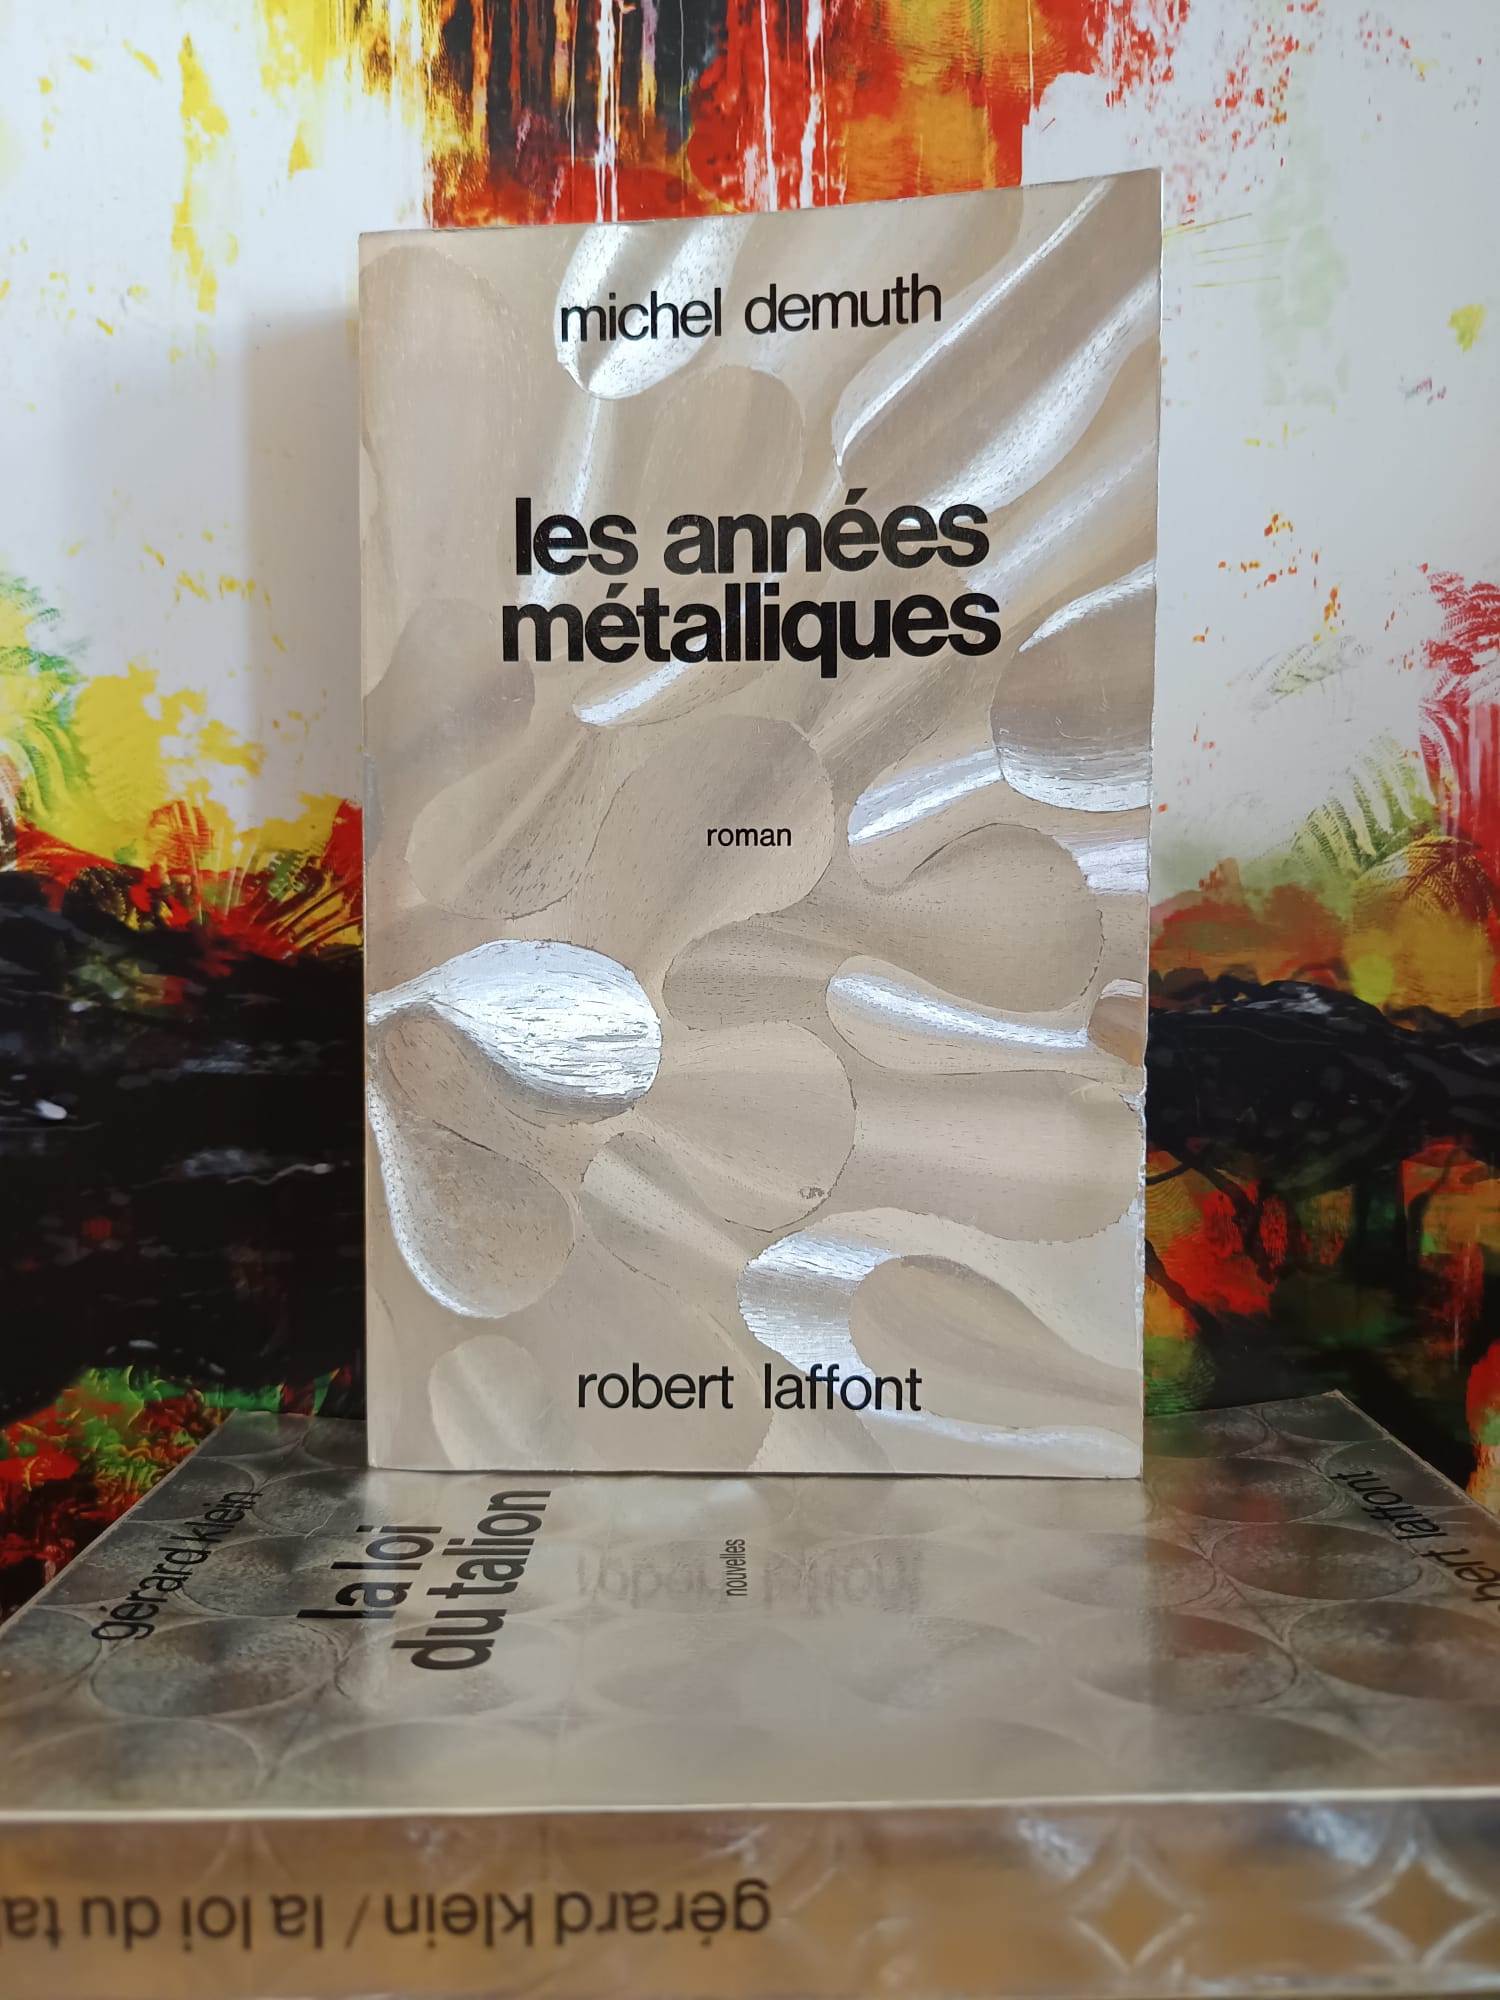 michel demuth
les années
métalliques
roman
robert laffont
gérard klein
la loi
du talion
nouvelles
laffont
gérard klein / la loi du